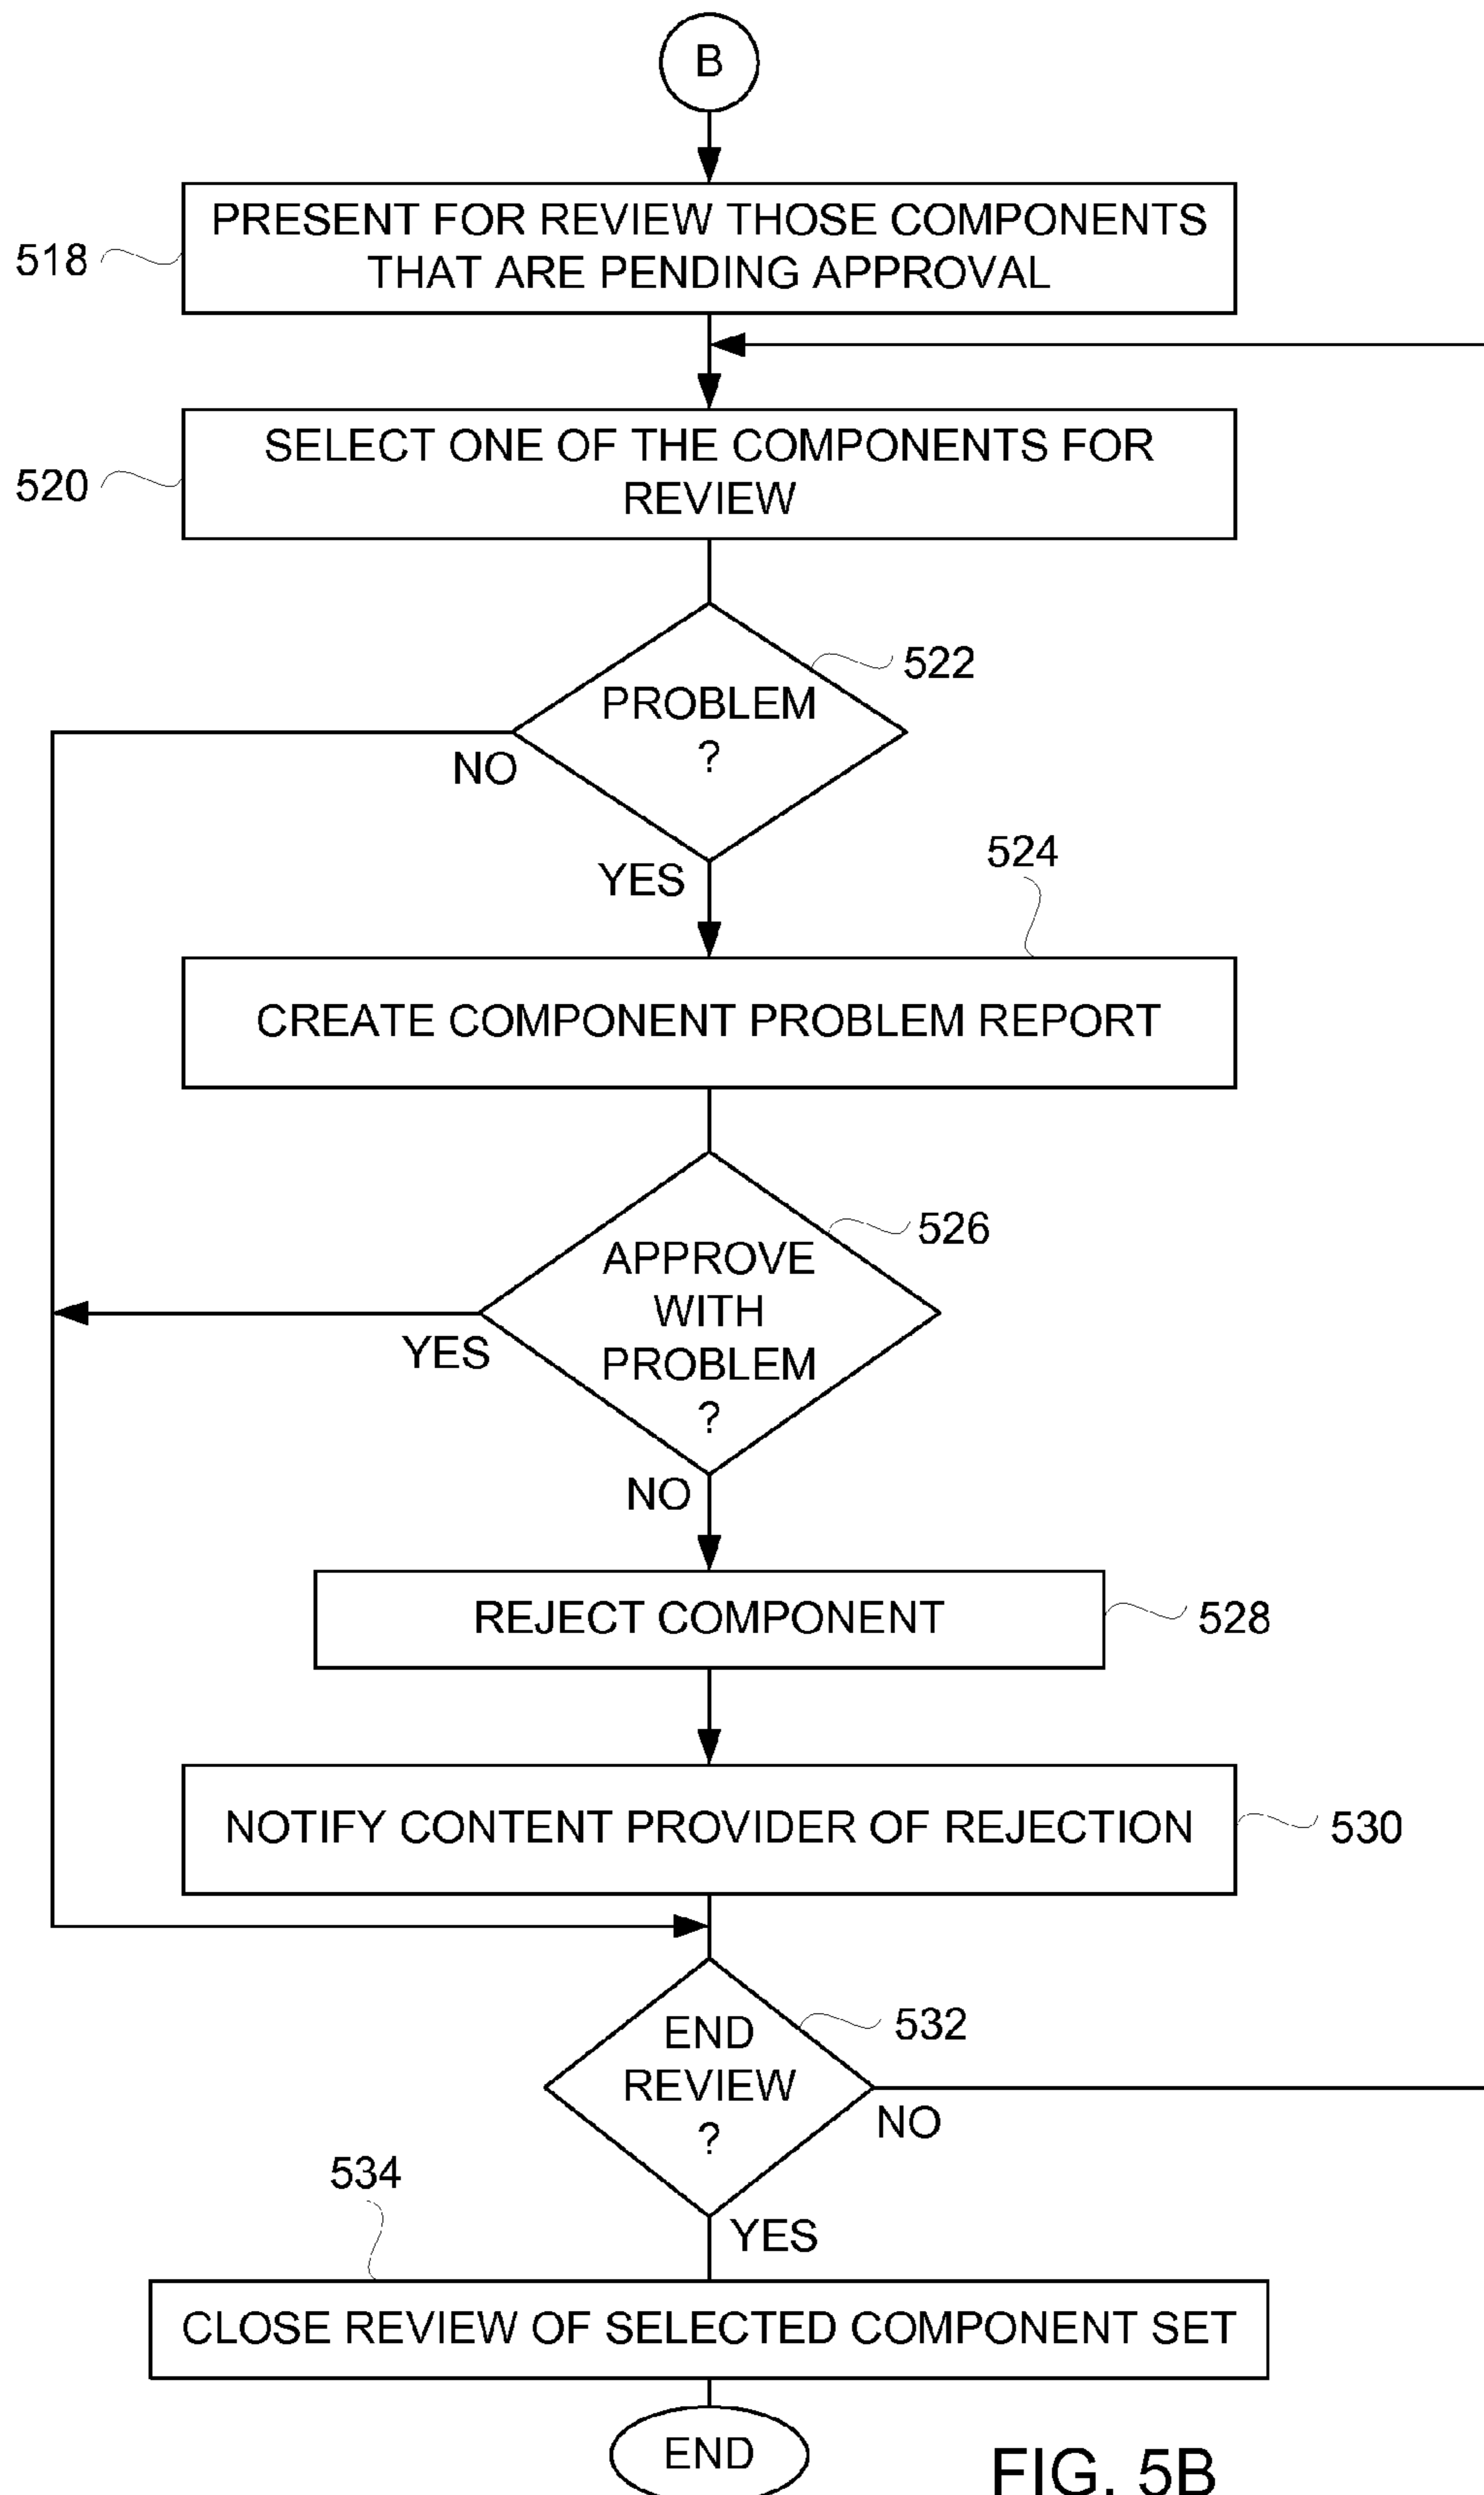 B
PRESENT FOR REVIEW THOSE COMPONENTS
THAT ARE PENDING APPROVAL
518
SELECT ONE OF THE COMPONENTS FOR
REVIEW
520
522
PROBLEM
?
NO
YES
524
CREATE COMPONENT PROBLEM REPORT
526
APPROVE
WITH
PROBLEM
?
YES
NO
REJECT COMPONENT
528
NOTIFY CONTENT PROVIDER OF REJECTION
530
532
END
REVIEW
?
NO
534
YES
CLOSE REVIEW OF SELECTED COMPONENT SET
END
FIG. 5B